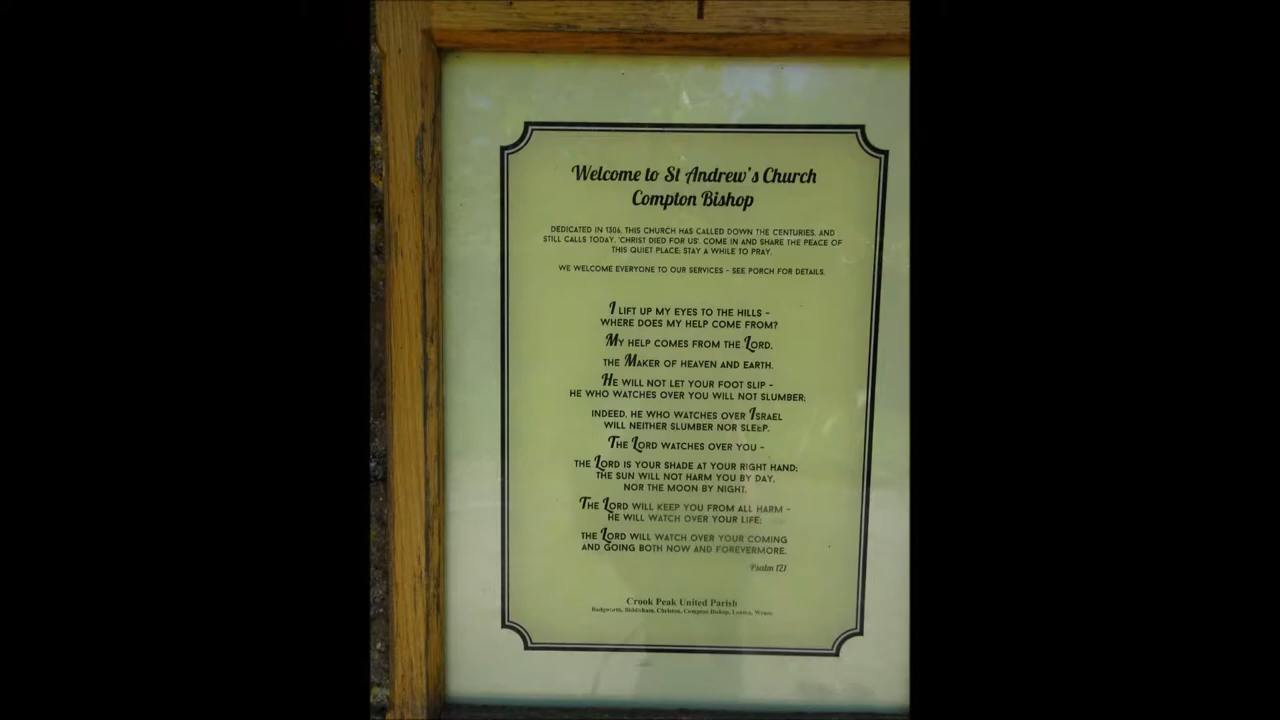 Welcome to St Andrew's Church
Compton Bishop
DEDICATED IN 1306, THIS CHURCH HAS CALLED DOWN THE CENTURIES, AND
STILL CALLS TODAY, 'CHRIST DIED FOR US'. COME IN AND SHARE THE PEACE OF
THIS QUIET PLACE; STAY A WHILE TO PRAY.
WE WELCOME EVERYONE TO OUR SERVICES - SEE PORCH FOR DETAILS.
I LIFT UP MY EYES TO THE HILLS -
WHERE DOES MY HELP COME FROM?
MY HELP COMES FROM THE LORD,
THE MAKER OF HEAVEN AND EARTH.
HE WILL NOT LET YOUR FOOT SLIP -
HE WHO WATCHES OVER YOU WILL NOT SLUMBER;
INDEED, HE WHO WATCHES OVER ISRAEL
WILL NEITHER SLUMBER NOR SLEEP.
THE LORD WATCHES OVER YOU -
THE LORD IS YOUR SHADE AT YOUR RIGHT HAND;
THE SUN WILL NOT HARM YOU BY DAY,
NOR THE MOON BY NIGHT.
THE LORD WILL KEEP YOU FROM ALL HARM -
HE WILL WATCH OVER YOUR LIFE;
THE LORD WILL WATCH OVER YOUR COMING
AND GOING BOTH NOW AND FOREVERMORE.
Psalm 121
Crook Peak United Parish
Badgworth, Biddisham, Christon, Compton Bishop, Loxton, Weare